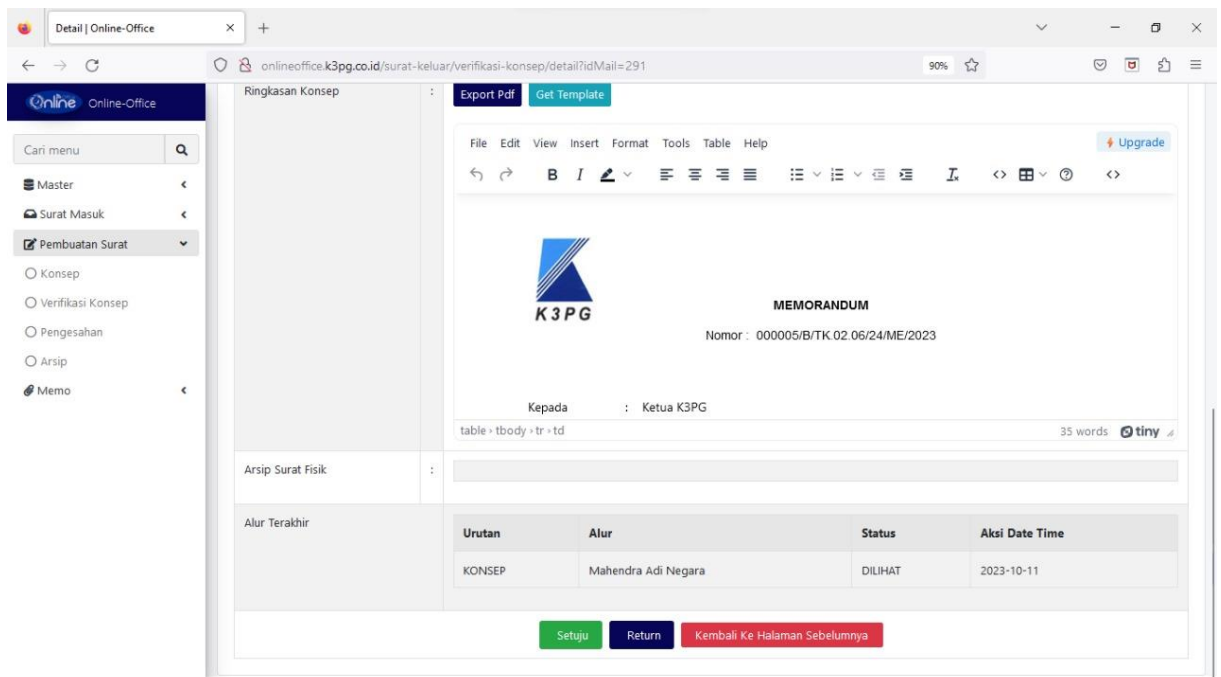 Detail | Online-Office
onlineoffice.k3pg.co.id/surat-keluar/verifikasi-konsep/detail?idMail=291
90%
Online Online-Office
Cari menu
Master
Surat Masuk
Pembuatan Surat
Konsep
Verifikasi Konsep
Pengesahan
Arsip
Memo
Ringkasan Konsep :
Export Pdf Get Template
File Edit View Insert Format Tools Table Help
Upgrade
B I
K3PG
MEMORANDUM
Nomor : 000005/B/TK.02.06/24/ME/2023
Kepada : Ketua K3PG
table › tbody › tr › td
35 words tiny
Arsip Surat Fisik :
Alur Terakhir
Urutan Alur Status Aksi Date Time
KONSEP Mahendra Adi Negara DILIHAT 2023-10-11
Setuju Return Kembali Ke Halaman Sebelumnya